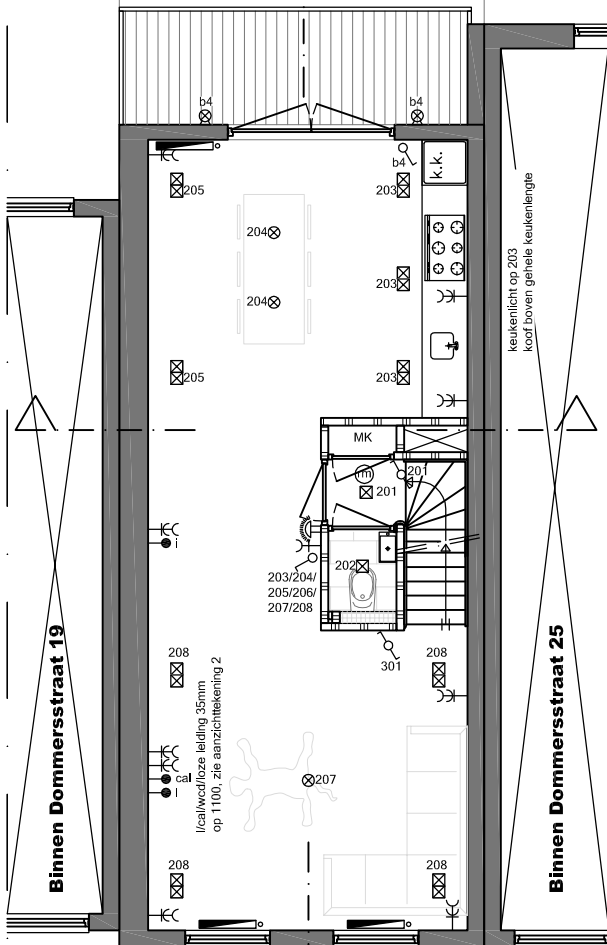 b4
b4
b4
k.k.
205
203
204
203
204
keukenlicht op 203
koof boven gehele keukenlengte
205
203
MK
rm
201
201
i
202
203/204/
205/206/
207/208
301
208
208
l/cal/wcd/loze leiding 35mm
op 1100, zie aanzichttekening 2
Binnen Dommersstraat 19
Binnen Dommersstraat 25
cal
207
208
208